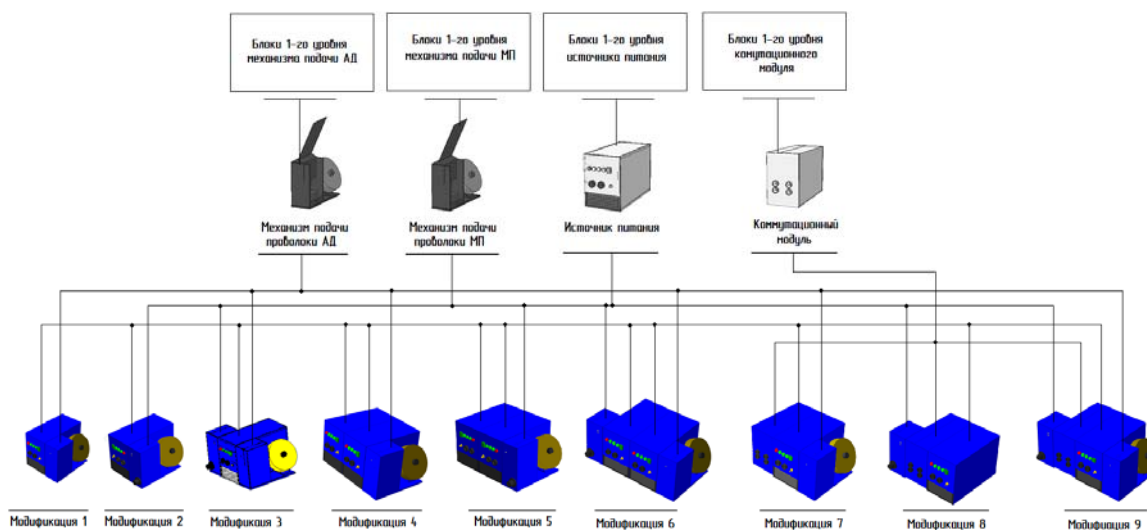 Блоки 1-го уровня
механизма подачи АД
Блоки 1-го уровня
механизма подачи МП
Блоки 1-го уровня
источника питания
Блоки 1-го уровня
комутационного
модуля
Механизм подачи
проволоки АД
Механизм подачи
проволоки МП
Источник питания
Коммутационный
модуль
Модификация 1
Модификация 2
Модификаия 3
Модификация 4
Модификация 5
Модификация 6
Модификация 7
Модификация 8
Модификация 9